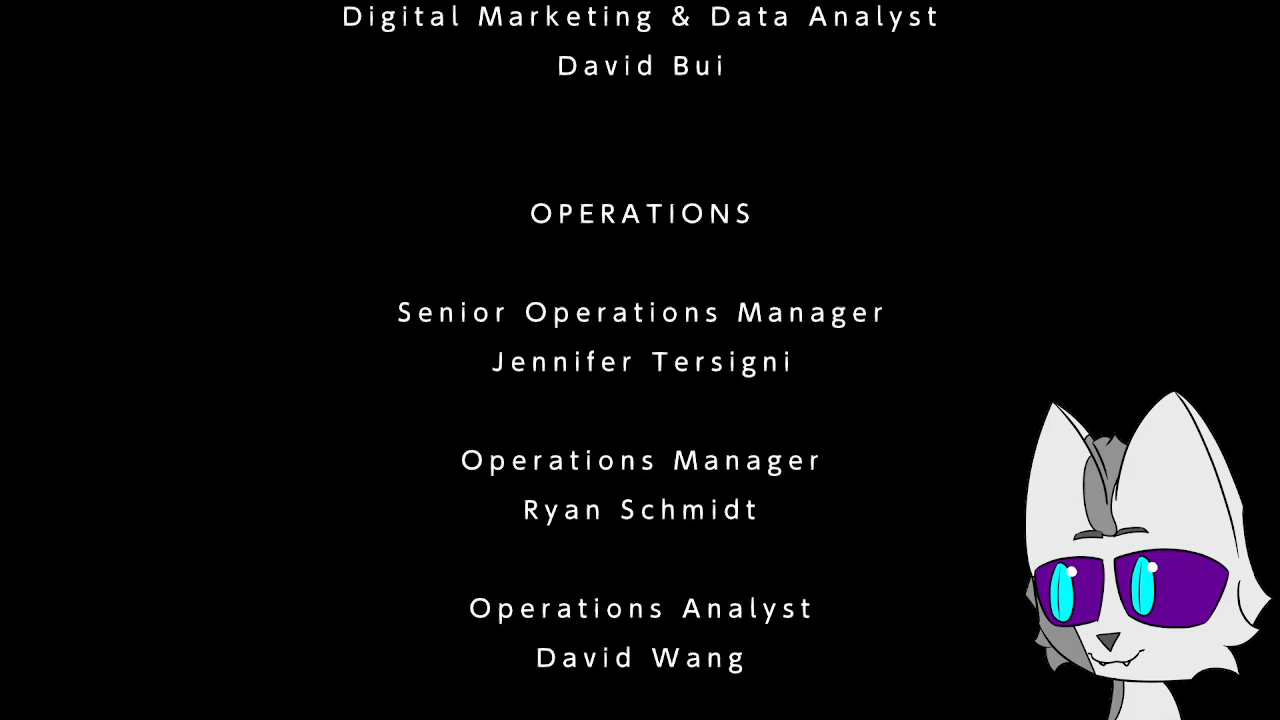 Digital Marketing & Data Analyst
David Bui
OPERATIONS
Senior Operations Manager
Jennifer Tersigni
Operations Manager
Ryan Schmidt
Operations Analyst
David Wang